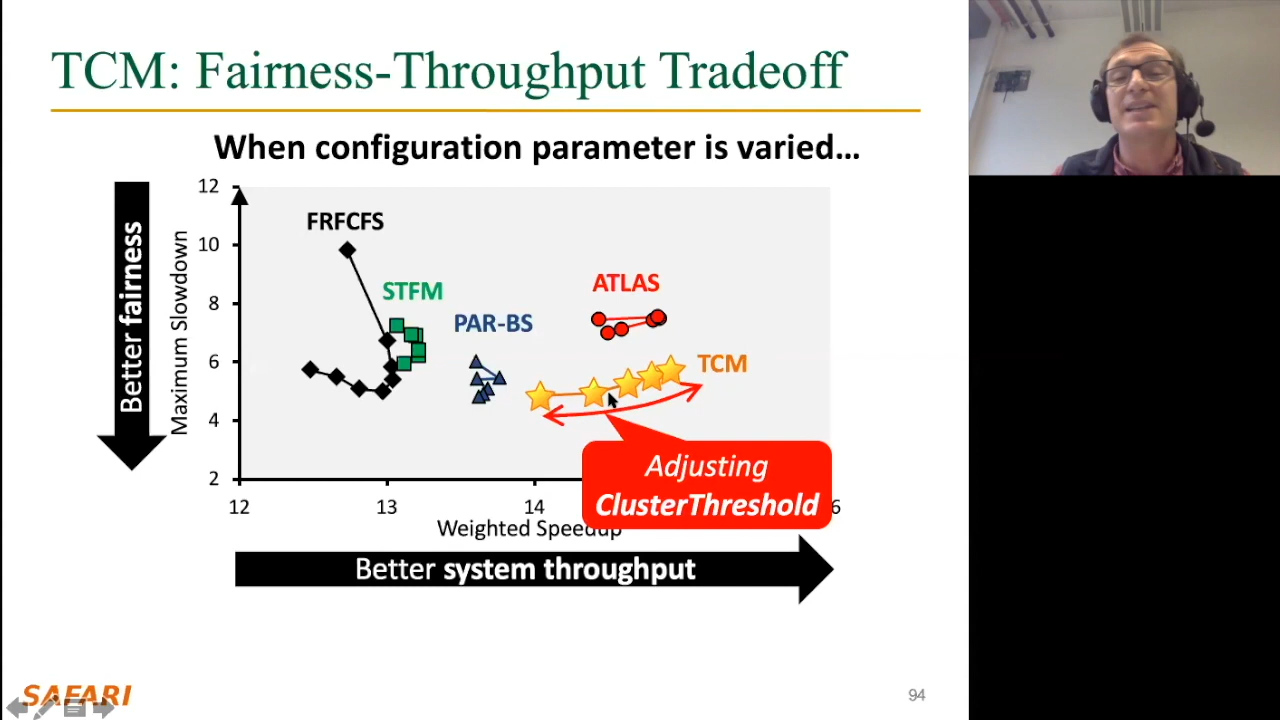 TCM: Fairness-Throughput Tradeoff
When configuration parameter is varied…
Better fairness
Maximum Slowdown
12
10
8
6
4
2
FRFCFS
STFM
PAR-BS
ATLAS
TCM
Adjusting
ClusterThreshold
12
13
14
6
Weighted Speedup
Better system throughput
SAFARI
94